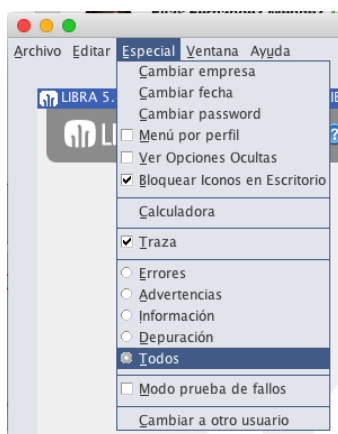 Archivo Editar Especial Ventana Ayuda
Cambiar empresa
Cambiar fecha
LIBRA 5.
Cambiar password
Menú por perfil
LI
?
Ver Opciones Ocultas
Bloquear Iconos en Escritorio
Calculadora
Traza
Errores
Advertencias
Información
Depuración
Todos
Modo prueba de fallos
Cambiar a otro usuario